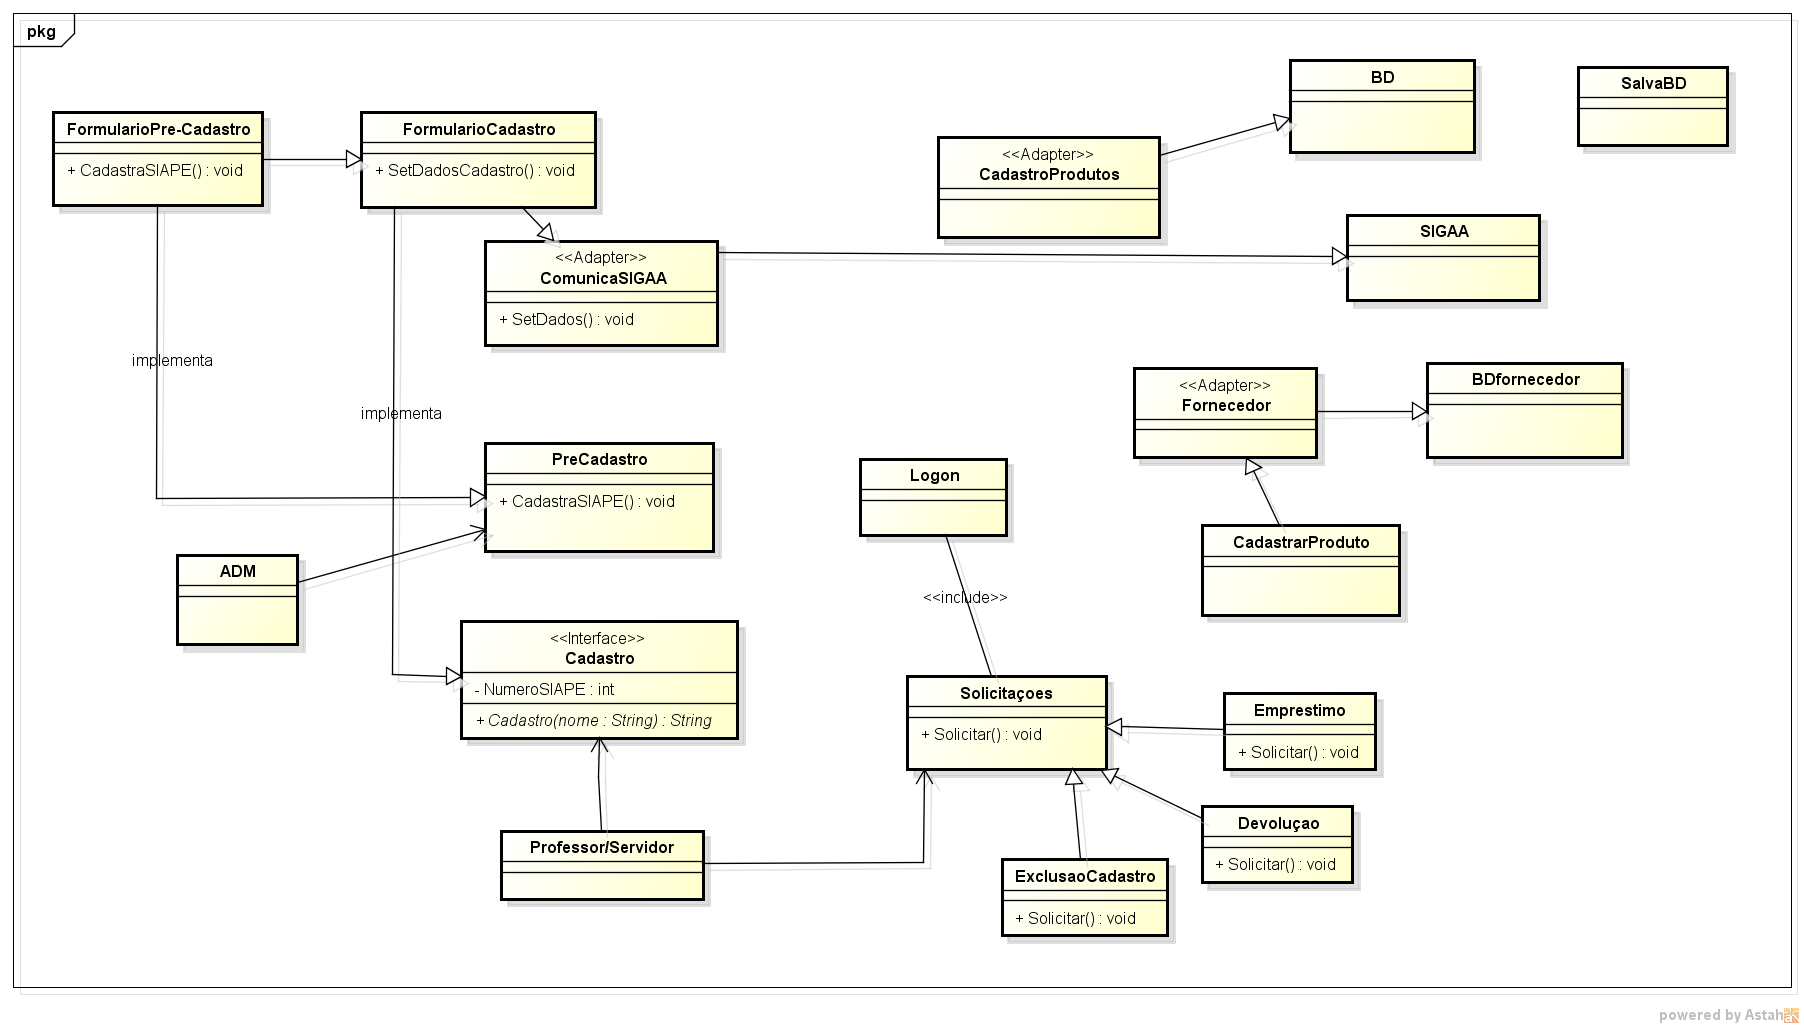 pkg
FormularioPre-Cadastro
+ CadastraSIAPE() : void
FormularioCadastro
+ SetDadosCadastro() : void
<<Adapter>>
CadastroProdutos
BD
SalvaBD
<<Adapter>>
ComunicaSIGAA
+ SetDados() : void
SIGAA
implementa
implementa
<<Adapter>>
Fornecedor
BDfornecedor
PreCadastro
+ CadastraSIAPE() : void
Logon
CadastrarProduto
ADM
<<include>>
<<Interface>>
Cadastro
- NumeroSIAPE : int
+ Cadastro(nome : String) : String
Solicitaçoes
+ Solicitar() : void
Emprestimo
+ Solicitar() : void
Devoluçao
+ Solicitar() : void
Professor/Servidor
ExclusaoCadastro
+ Solicitar() : void
powered by Astah